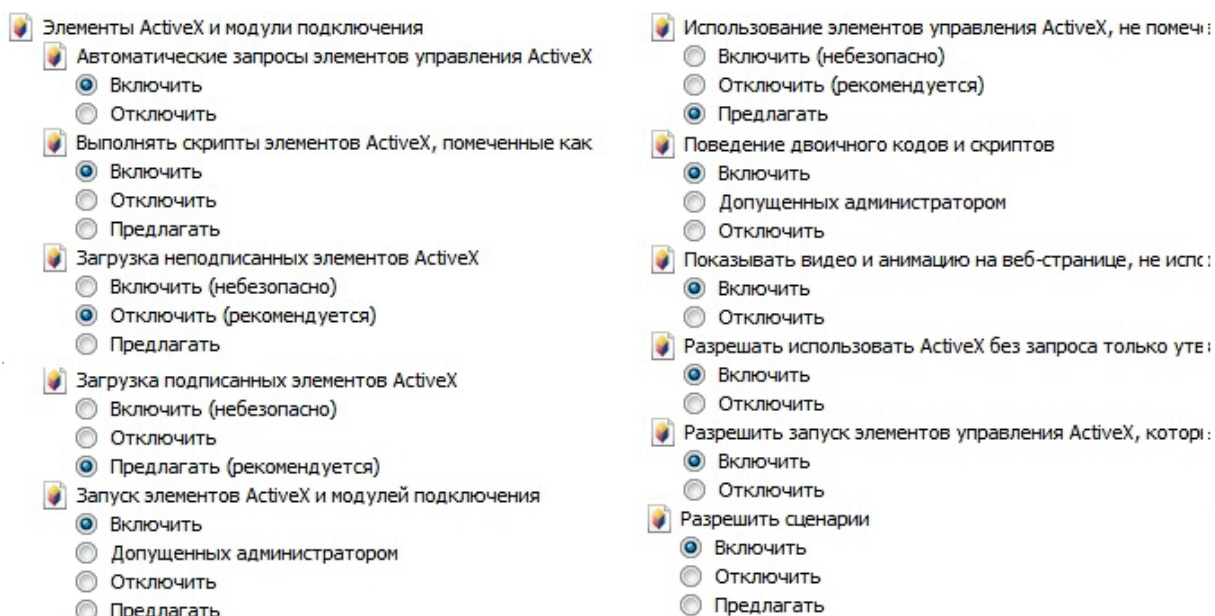 Элементы ActiveX и модули подключения
Автоматические запросы элементов управления ActiveX
Включить
Отключить
Выполнять скрипты элементов ActiveX, помеченные как
Включить
Отключить
Предлагать
Загрузка неподписанных элементов ActiveX
Включить (небезопасно)
Отключить (рекомендуется)
Предлагать
Загрузка подписанных элементов ActiveX
Включить (небезопасно)
Отключить
Предлагать (рекомендуется)
Запуск элементов ActiveX и модулей подключения
Включить
Допущенных администратором
Отключить
Предлагать
Использование элементов управления ActiveX, не
Включить (небезопасно)
Отключить (рекомендуется)
Предлагать
Поведение двоичного кодов и скриптов
Включить
Допущенных администратором
Отключить
Показывать видео и анимацию на веб-странице, не
Включить
Отключить
Разрешать использовать ActiveX без запроса только
Включить
Отключить
Разрешить запуск элементов управления ActiveX,
Включить
Отключить
Разрешить сценарии
Включить
Отключить
Предлагать